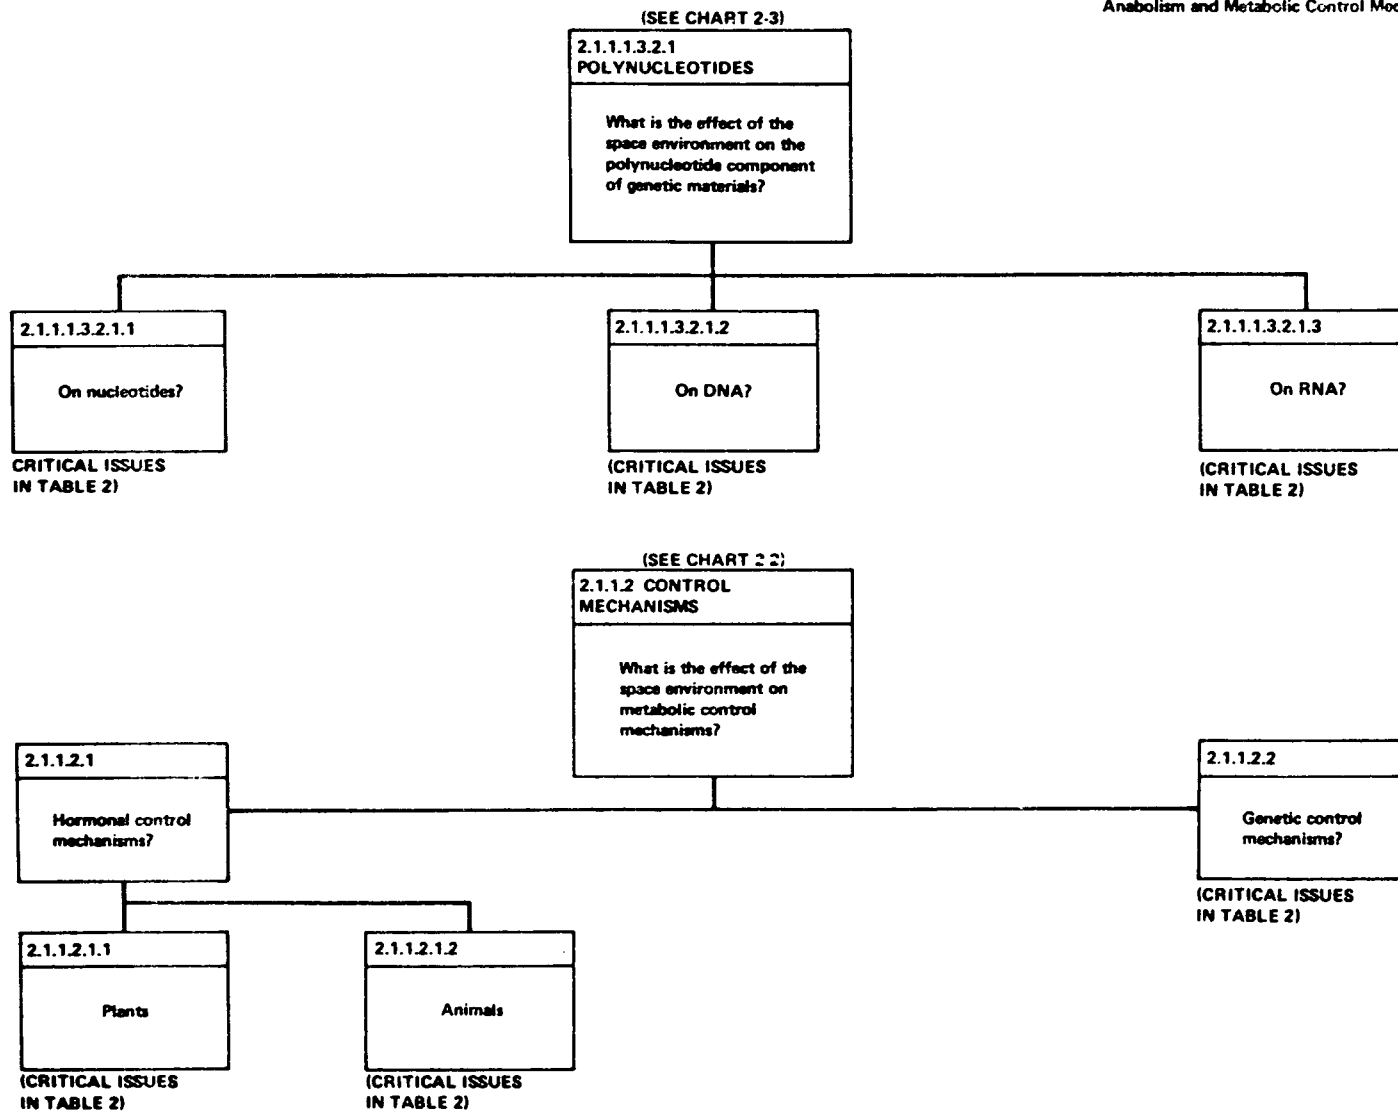 Anabolism and Metabolic Control
(SEE CHART 2-3)
2.1.1.1.3.2.1
POLYNUCLEOTIDES
What is the effect of the
space environment on the
polynucleotide component
of genetic materials?
2.1.1.1.3.2.1.1
On nucleotides?
CRITICAL ISSUES
IN TABLE 2)
2.1.1.1.3.2.1.2
On DNA?
(CRITICAL ISSUES
IN TABLE 2)
2.1.1.1.3.2.1.3
On RNA?
(CRITICAL ISSUES
IN TABLE 2)
(SEE CHART 2-2)
2.1.1.2 CONTROL
MECHANISMS
What is the effect of the
space environment on
metabolic control
mechanisms?
2.1.1.2.1
Hormonal control
mechanisms?
2.1.1.2.2
Genetic control
mechanisms?
(CRITICAL ISSUES
IN TABLE 2)
2.1.1.2.1.1
Plants
(CRITICAL ISSUES
IN TABLE 2)
2.1.1.2.1.2
Animals
(CRITICAL ISSUES
IN TABLE 2)